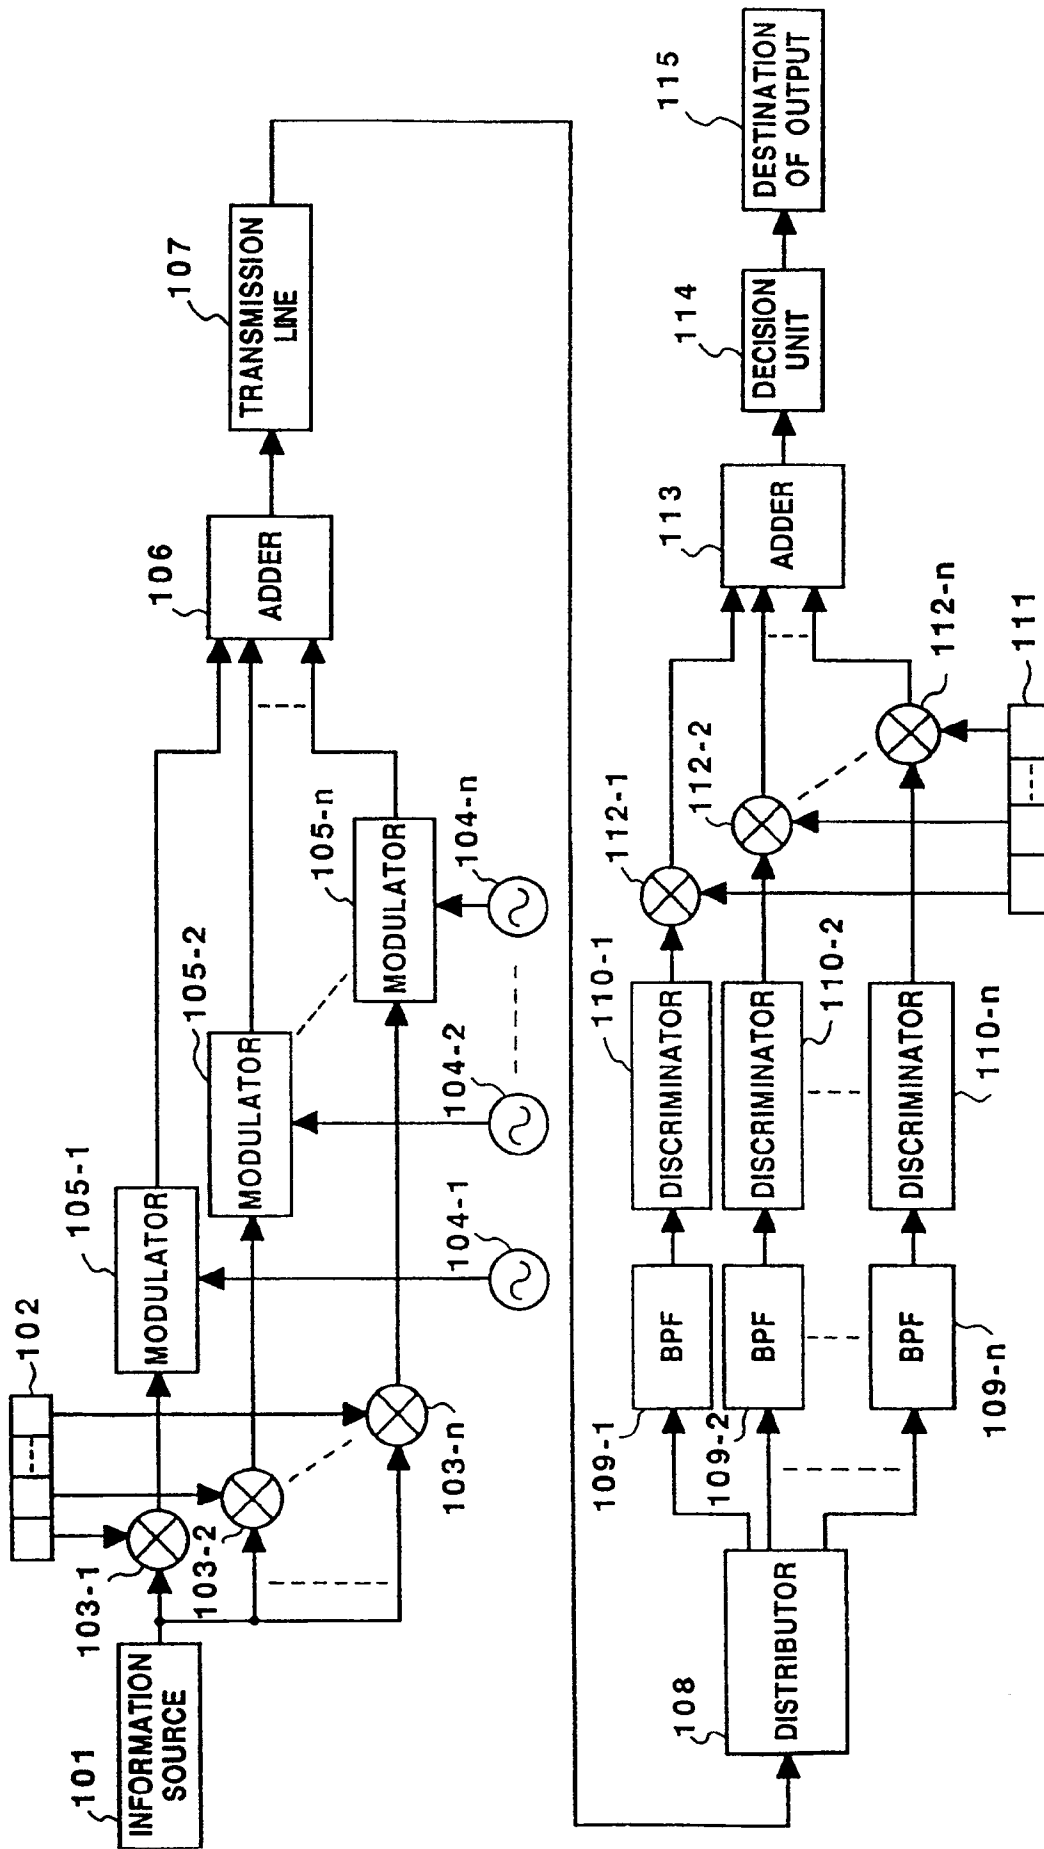 101
INFORMATION
SOURCE
102
103-1
103-2
103-n
104-1
104-2
104-n
105-1
MODULATOR
105-2
MODULATOR
105-n
MODULATOR
106
ADDER
107
TRANSMISSION
LINE
108
DISTRIBUTOR
109-1
BPF
109-2
BPF
109-n
BPF
110-1
DISCRIMINATOR
110-2
DISCRIMINATOR
110-n
DISCRIMINATOR
111
112-1
112-2
112-n
113
ADDER
114
DECISION
UNIT
115
DESTINATION
OF OUTPUT